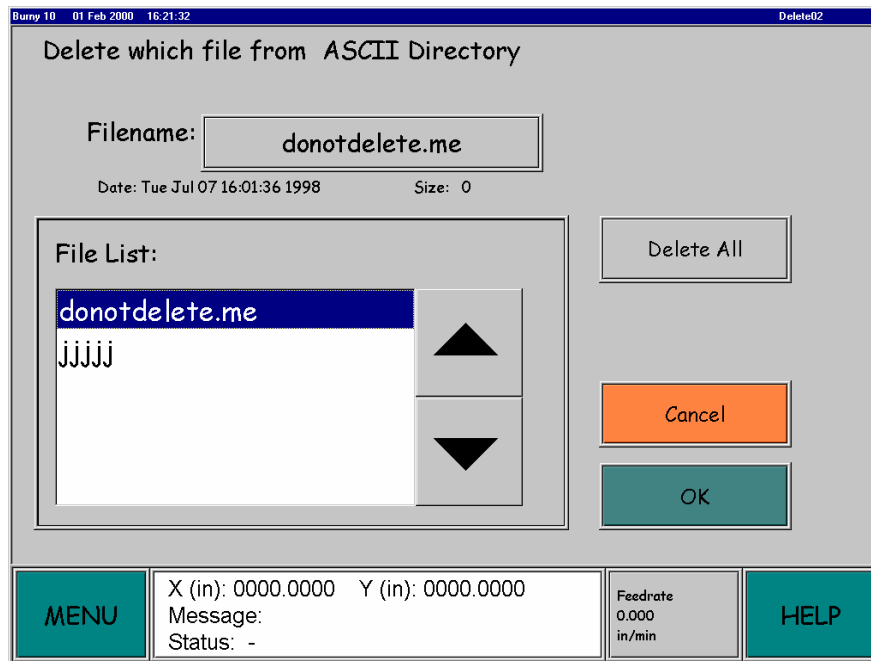 Burny 10 01 Feb 2000 16:21:32 Delete02
Delete which file from ASCII Directory
Filename: donotdelete.me
Date: Tue Jul 07 16:01:36 1998 Size: 0
File List:
Delete All
donotdelete.me
jjjjj
Cancel
OK
MENU
X (in): 0000.0000 Y (in): 0000.0000
Message:
Status: -
Feedrate
0.000
in/min
HELP